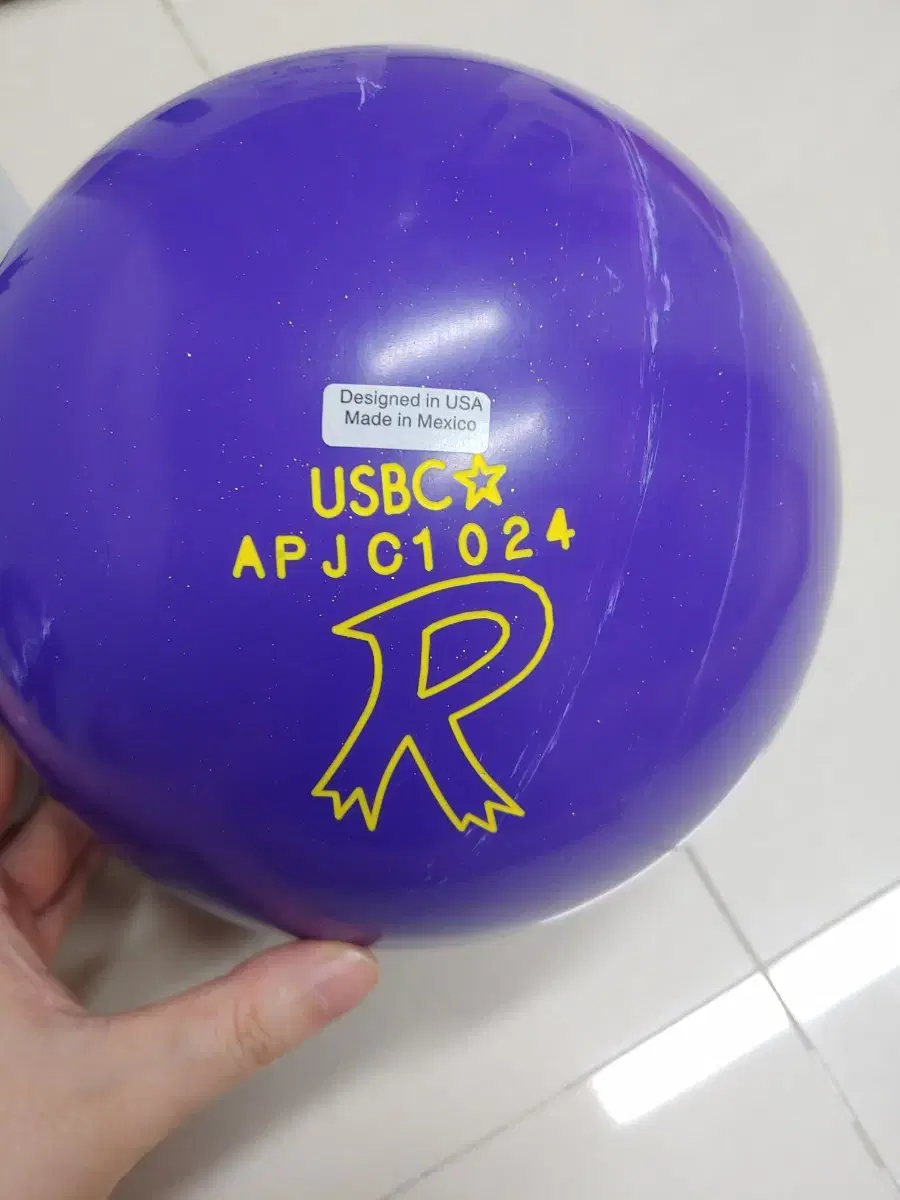 Designed in USA
Made in Mexico
USBC☆
APJC1024
R